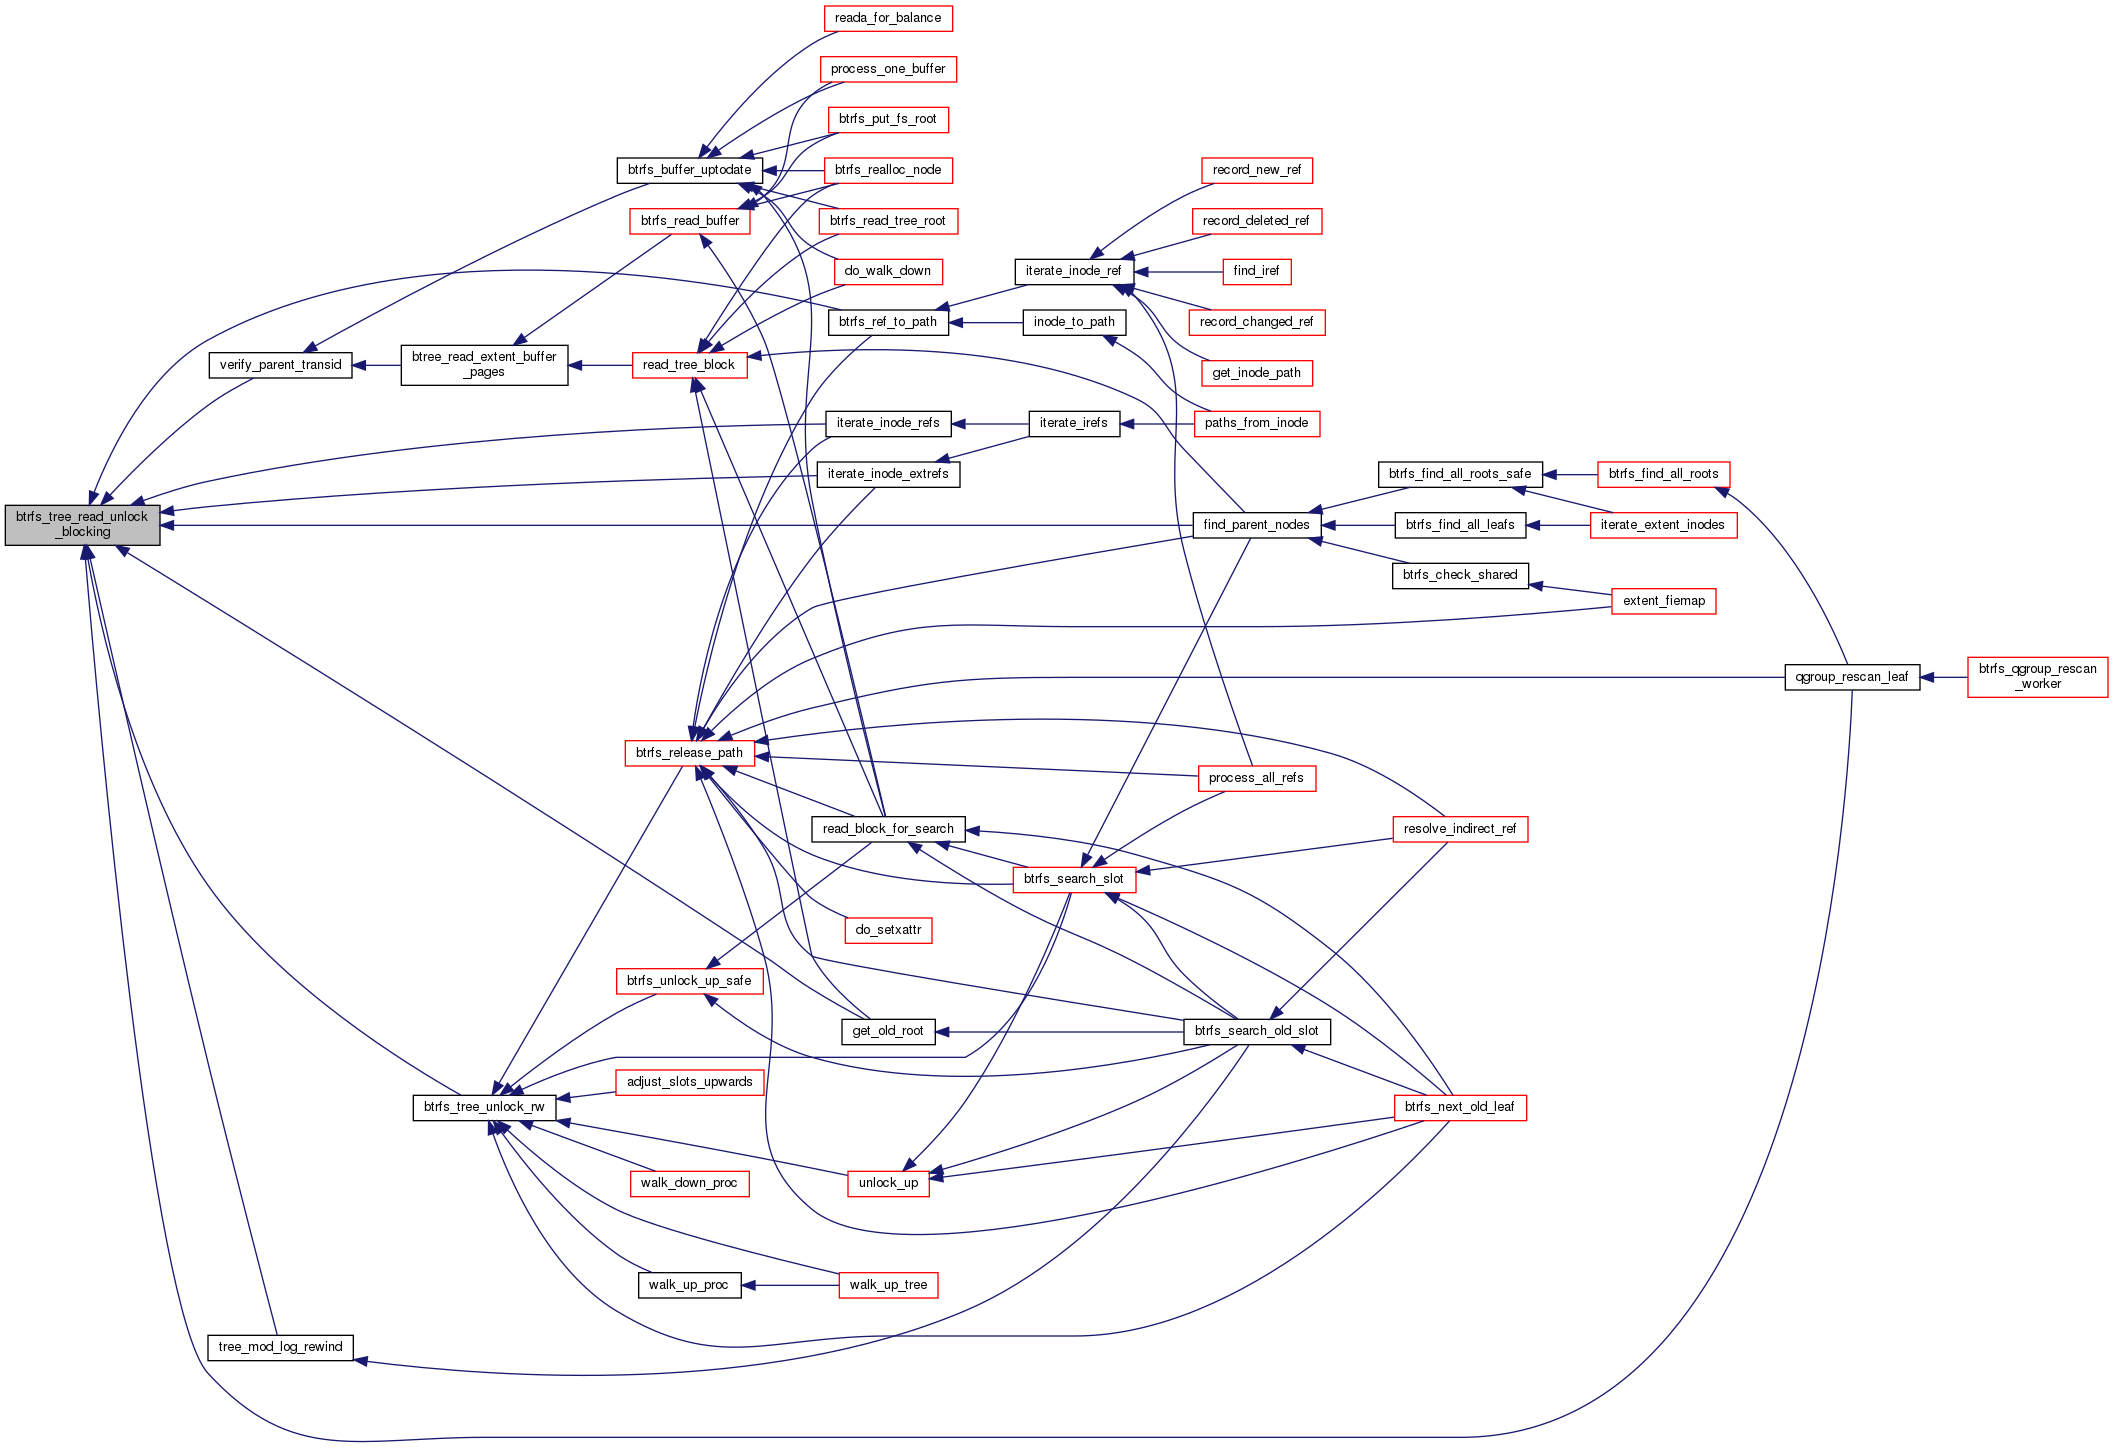 reada_for_balance
process_one_buffer
btrfs_put_fs_root
btrfs_buffer_uptodate
btrfs_realloc_node
record_new_ref
btrfs_read_buffer
btrfs_read_tree_root
record_deleted_ref
do_walk_down
iterate_inode_ref
find_iref
btrfs_ref_to_path
inode_to_path
record_changed_ref
verify_parent_transid
btree_read_extent_buffer
_pages
read_tree_block
get_inode_path
iterate_inode_refs
iterate_irefs
paths_from_inode
iterate_inode_extrefs
btrfs_find_all_roots_safe
btrfs_find_all_roots
btrfs_tree_read_unlock
_blocking
find_parent_nodes
btrfs_find_all_leafs
iterate_extent_inodes
btrfs_check_shared
extent_fiemap
qgroup_rescan_leaf
btrfs_qgroup_rescan
_worker
btrfs_release_path
process_all_refs
read_block_for_search
resolve_indirect_ref
btrfs_search_slot
do_setxattr
btrfs_unlock_up_safe
get_old_root
btrfs_search_old_slot
adjust_slots_upwards
btrfs_tree_unlock_rw
btrfs_next_old_leaf
walk_down_proc
unlock_up
walk_up_proc
walk_up_tree
tree_mod_log_rewind